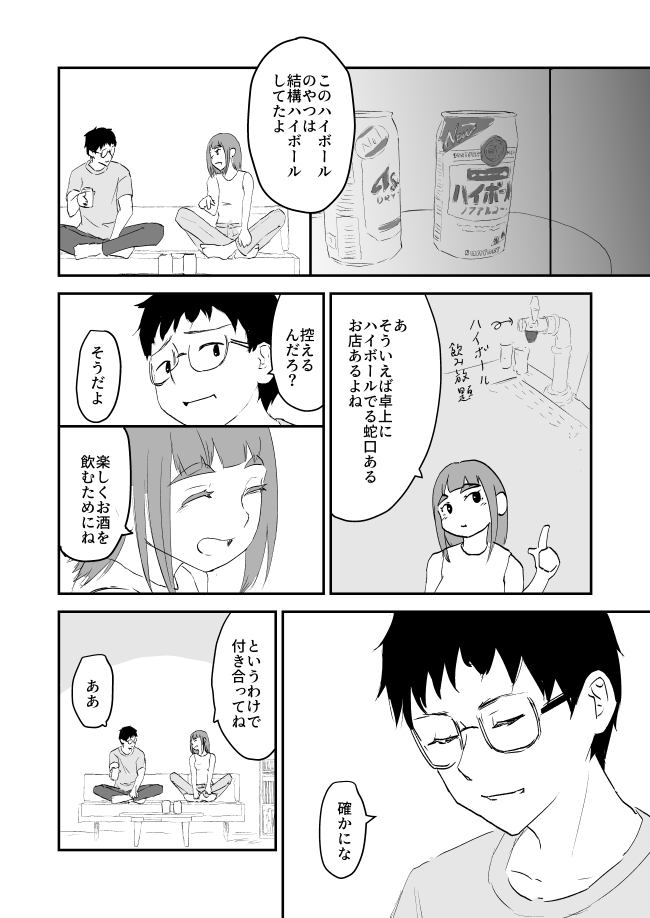 New
ハイボール
ノンアルコール
SUNTORY
DRY
このハイボール
のやつは
結構ハイボール
してたよ
ハイボール
飲み放題
あ
そういえば卓上に
ハイボールでる蛇口ある
お店あるよね
控える
んだろ?
そうだよ
楽しくお酒を
飲むためにね
確かにな
というわけで
付き合ってね
ああ